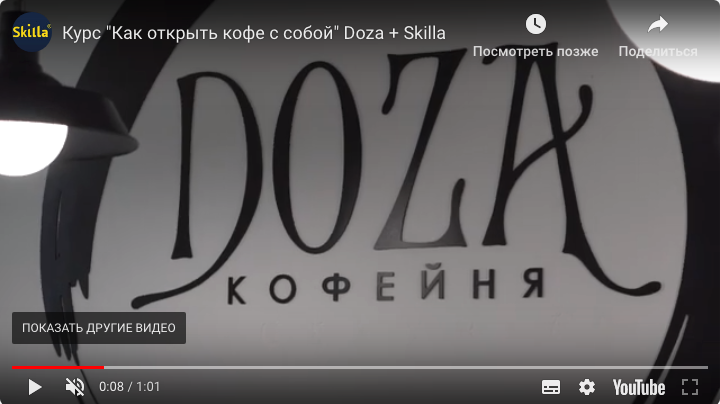 Skilla
Курс "Как открыть кофе с собой" Doza + Skilla
Посмотреть позже
Поделиться
DOZA
КОФЕЙНЯ
ПОКАЗАТЬ ДРУГИЕ ВИДЕО
0:08 / 1:01
YouTube